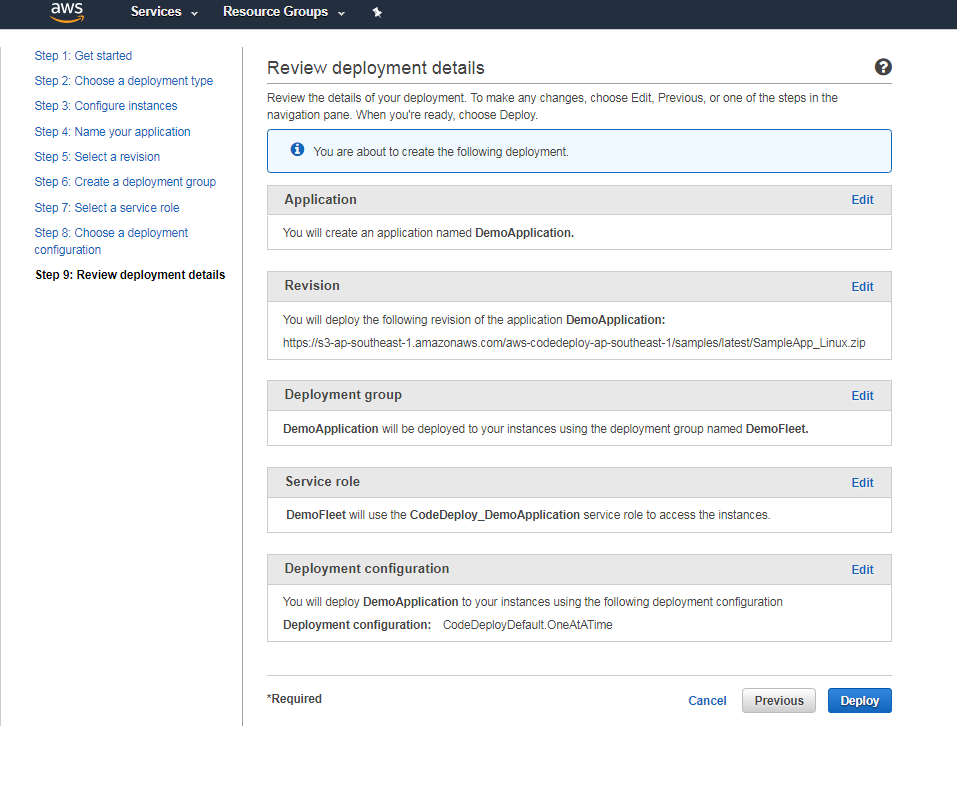 aws Services Resource Groups
Step 1: Get started
Step 2: Choose a deployment type
Step 3: Configure instances
Step 4: Name your application
Step 5: Select a revision
Step 6: Create a deployment group
Step 7: Select a service role
Step 8: Choose a deployment
configuration
Step 9: Review deployment details
Review deployment details
Review the details of your deployment. To make any changes, choose Edit, Previous, or one of the steps in the
navigation pane. When you're ready, choose Deploy.
You are about to create the following deployment.
Application Edit
You will create an application named DemoApplication.
Revision Edit
You will deploy the following revision of the application DemoApplication:
https://s3-ap-southeast-1.amazonaws.com/aws-codedeploy-ap-southeast-1/samples/latest/SampleApp_Linux.zip
Deployment group Edit
DemoApplication will be deployed to your instances using the deployment group named DemoFleet.
Service role Edit
DemoFleet will use the CodeDeploy_DemoApplication service role to access the instances.
Deployment configuration Edit
You will deploy DemoApplication to your instances using the following deployment configuration
Deployment configuration: CodeDeployDefault.OneAtATime
*Required Cancel Previous Deploy